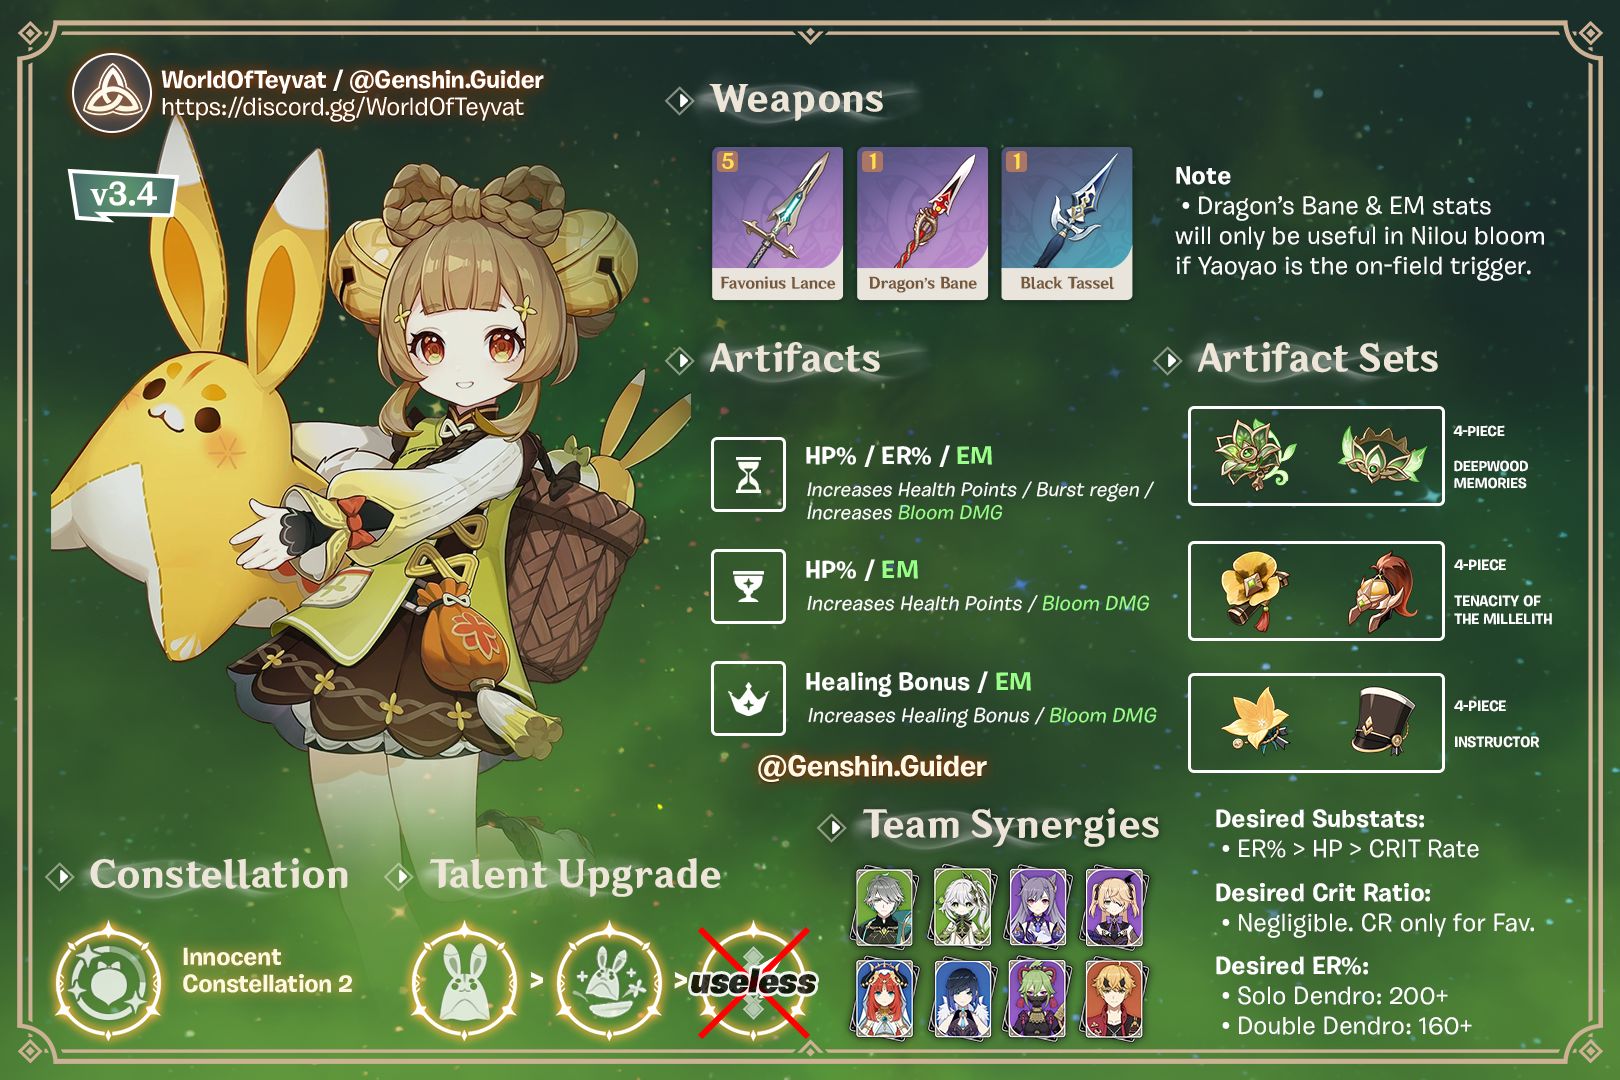 WorldOfTeyvat / @Genshin.Guider
https://discord.gg/WorldOfTeyvat
v3.4
Weapons
5
1
1
Favonius Lance
Dragon's Bane
Black Tassel
Note
• Dragon's Bane & EM stats
will only be useful in Nilou bloom
if Yaoyao is the on-field trigger.
Artifacts
HP% / ER% / EM
Increases Health Points / Burst regen /
Increases Bloom DMG
HP% / EM
Increases Health Points / Bloom DMG
Healing Bonus / EM
Increases Healing Bonus / Bloom DMG
@Genshin.Guider
Artifact Sets
4-PIECE
DEEPWOOD
MEMORIES
4-PIECE
TENACITY OF
THE MILLELITH
4-PIECE
INSTRUCTOR
Constellation
Innocent
Constellation 2
Talent Upgrade
> > useless
Team Synergies
Desired Substats:
• ER% > HP > CRIT Rate
Desired Crit Ratio:
• Negligible. CR only for Fav.
Desired ER%:
• Solo Dendro: 200+
• Double Dendro: 160+